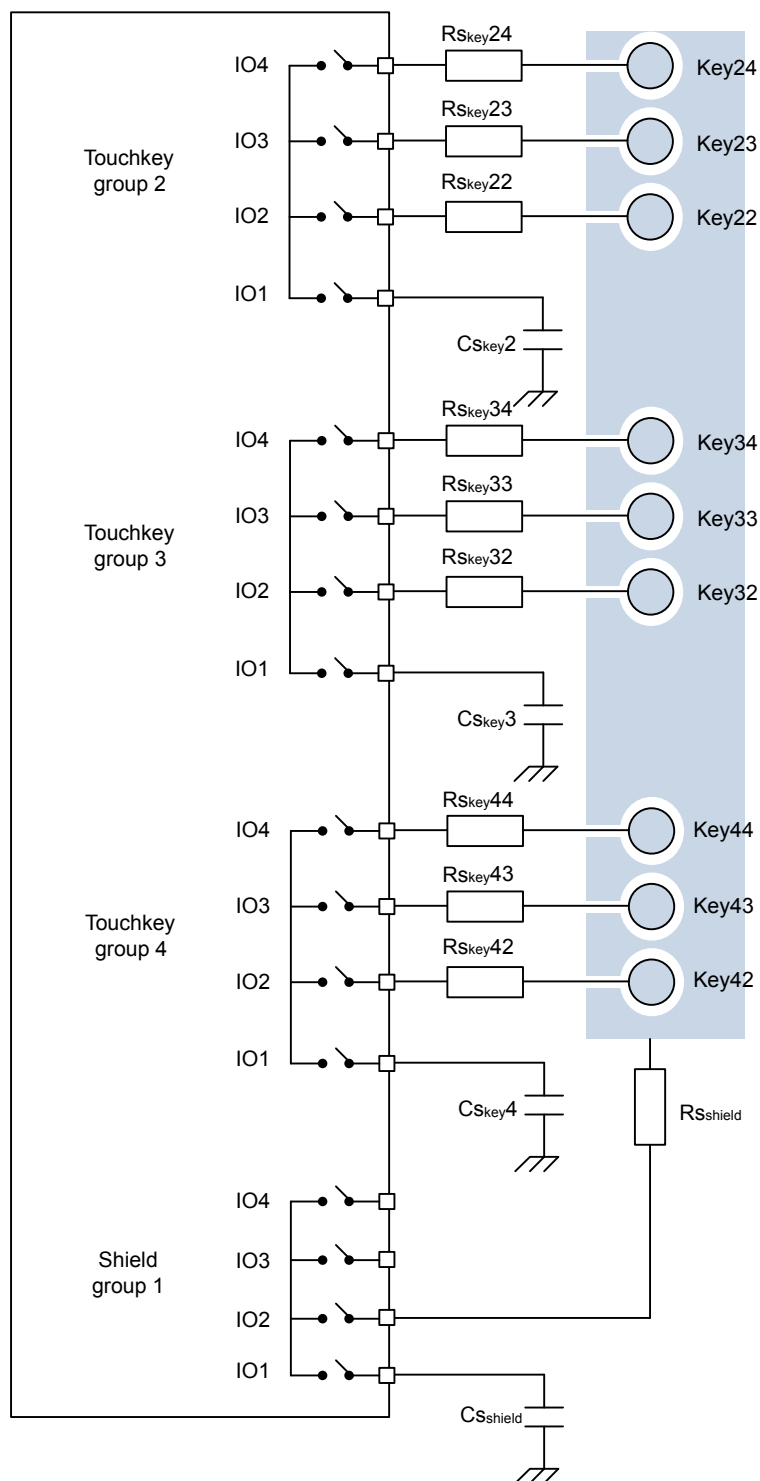 Rskey24
IO4
Key24
Rskey23
IO3
Key23
Touchkey
group 2
Rskey22
IO2
Key22
IO1
Cskey2
Rskey34
IO4
Key34
Rskey33
IO3
Key33
Touchkey
group 3
Rskey32
IO2
Key32
IO1
Cskey3
Rskey44
IO4
Key44
Rskey43
IO3
Key43
Touchkey
group 4
Rskey42
IO2
Key42
IO1
Cskey4
Rsshield
IO4
Shield
group 1
IO3
IO2
IO1
Csshield